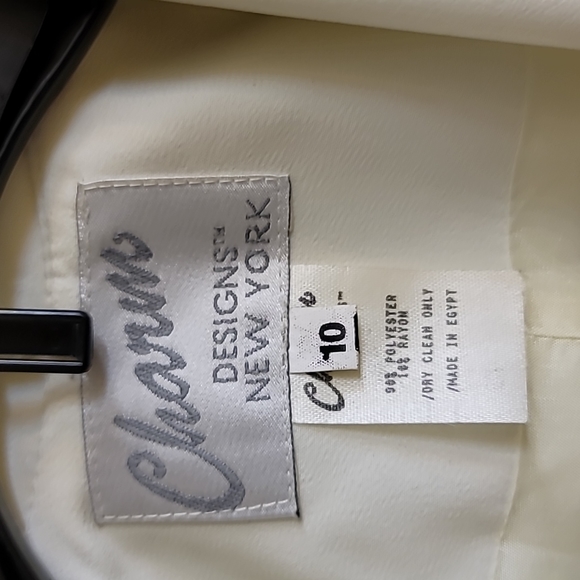 Charm
DESIGNS™
NEW YORK
10
90% POLYESTER
10% RAYON
/DRY CLEAN ONLY
/MADE IN EGYPT